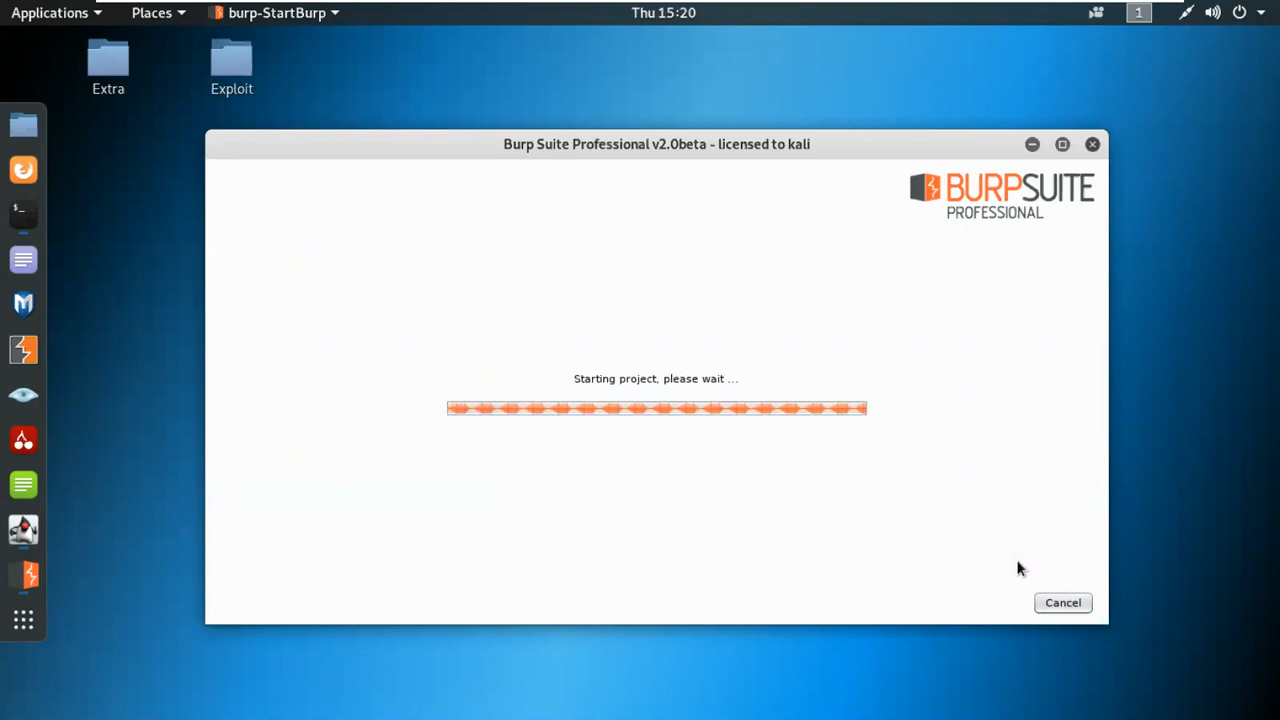 Applications Places burp-StartBurp Thu 15:20 1
Extra Exploit
Burp Suite Professional v2.0beta - licensed to kali
BURPSUITE
PROFESSIONAL
$_
Starting project, please wait ...
Cancel